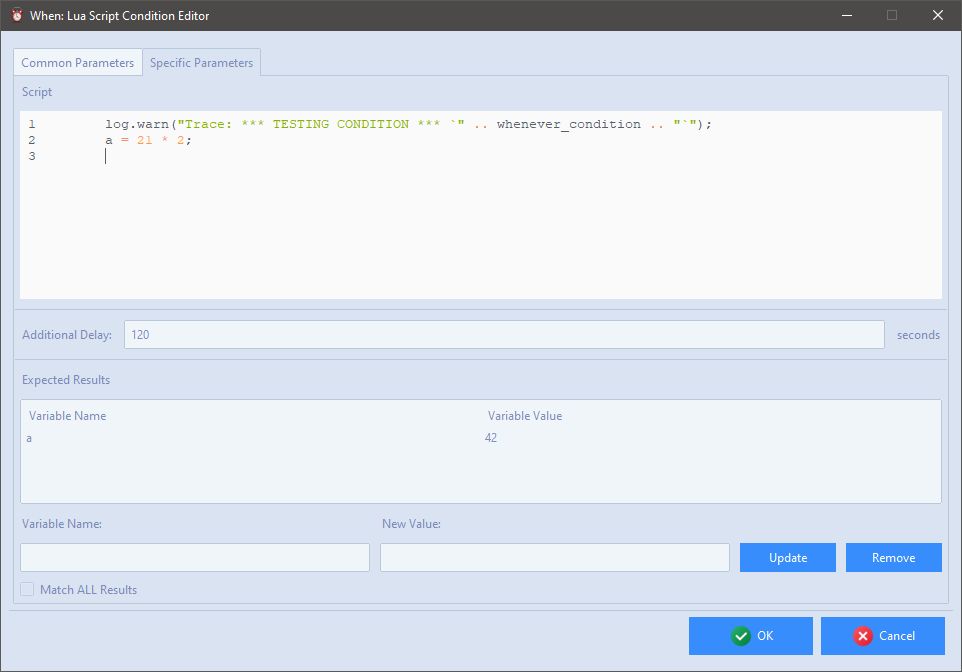 When: Lua Script Condition Editor
Common Parameters Specific Parameters
Script
1 log.warn("Trace: *** TESTING CONDITION *** `" .. whenever_condition .. "`");
2 a = 21 * 2;
3
Additional Delay: 120 seconds
Expected Results
Variable Name Variable Value
a 42
Variable Name: New Value:
Update Remove
Match ALL Results
OK Cancel